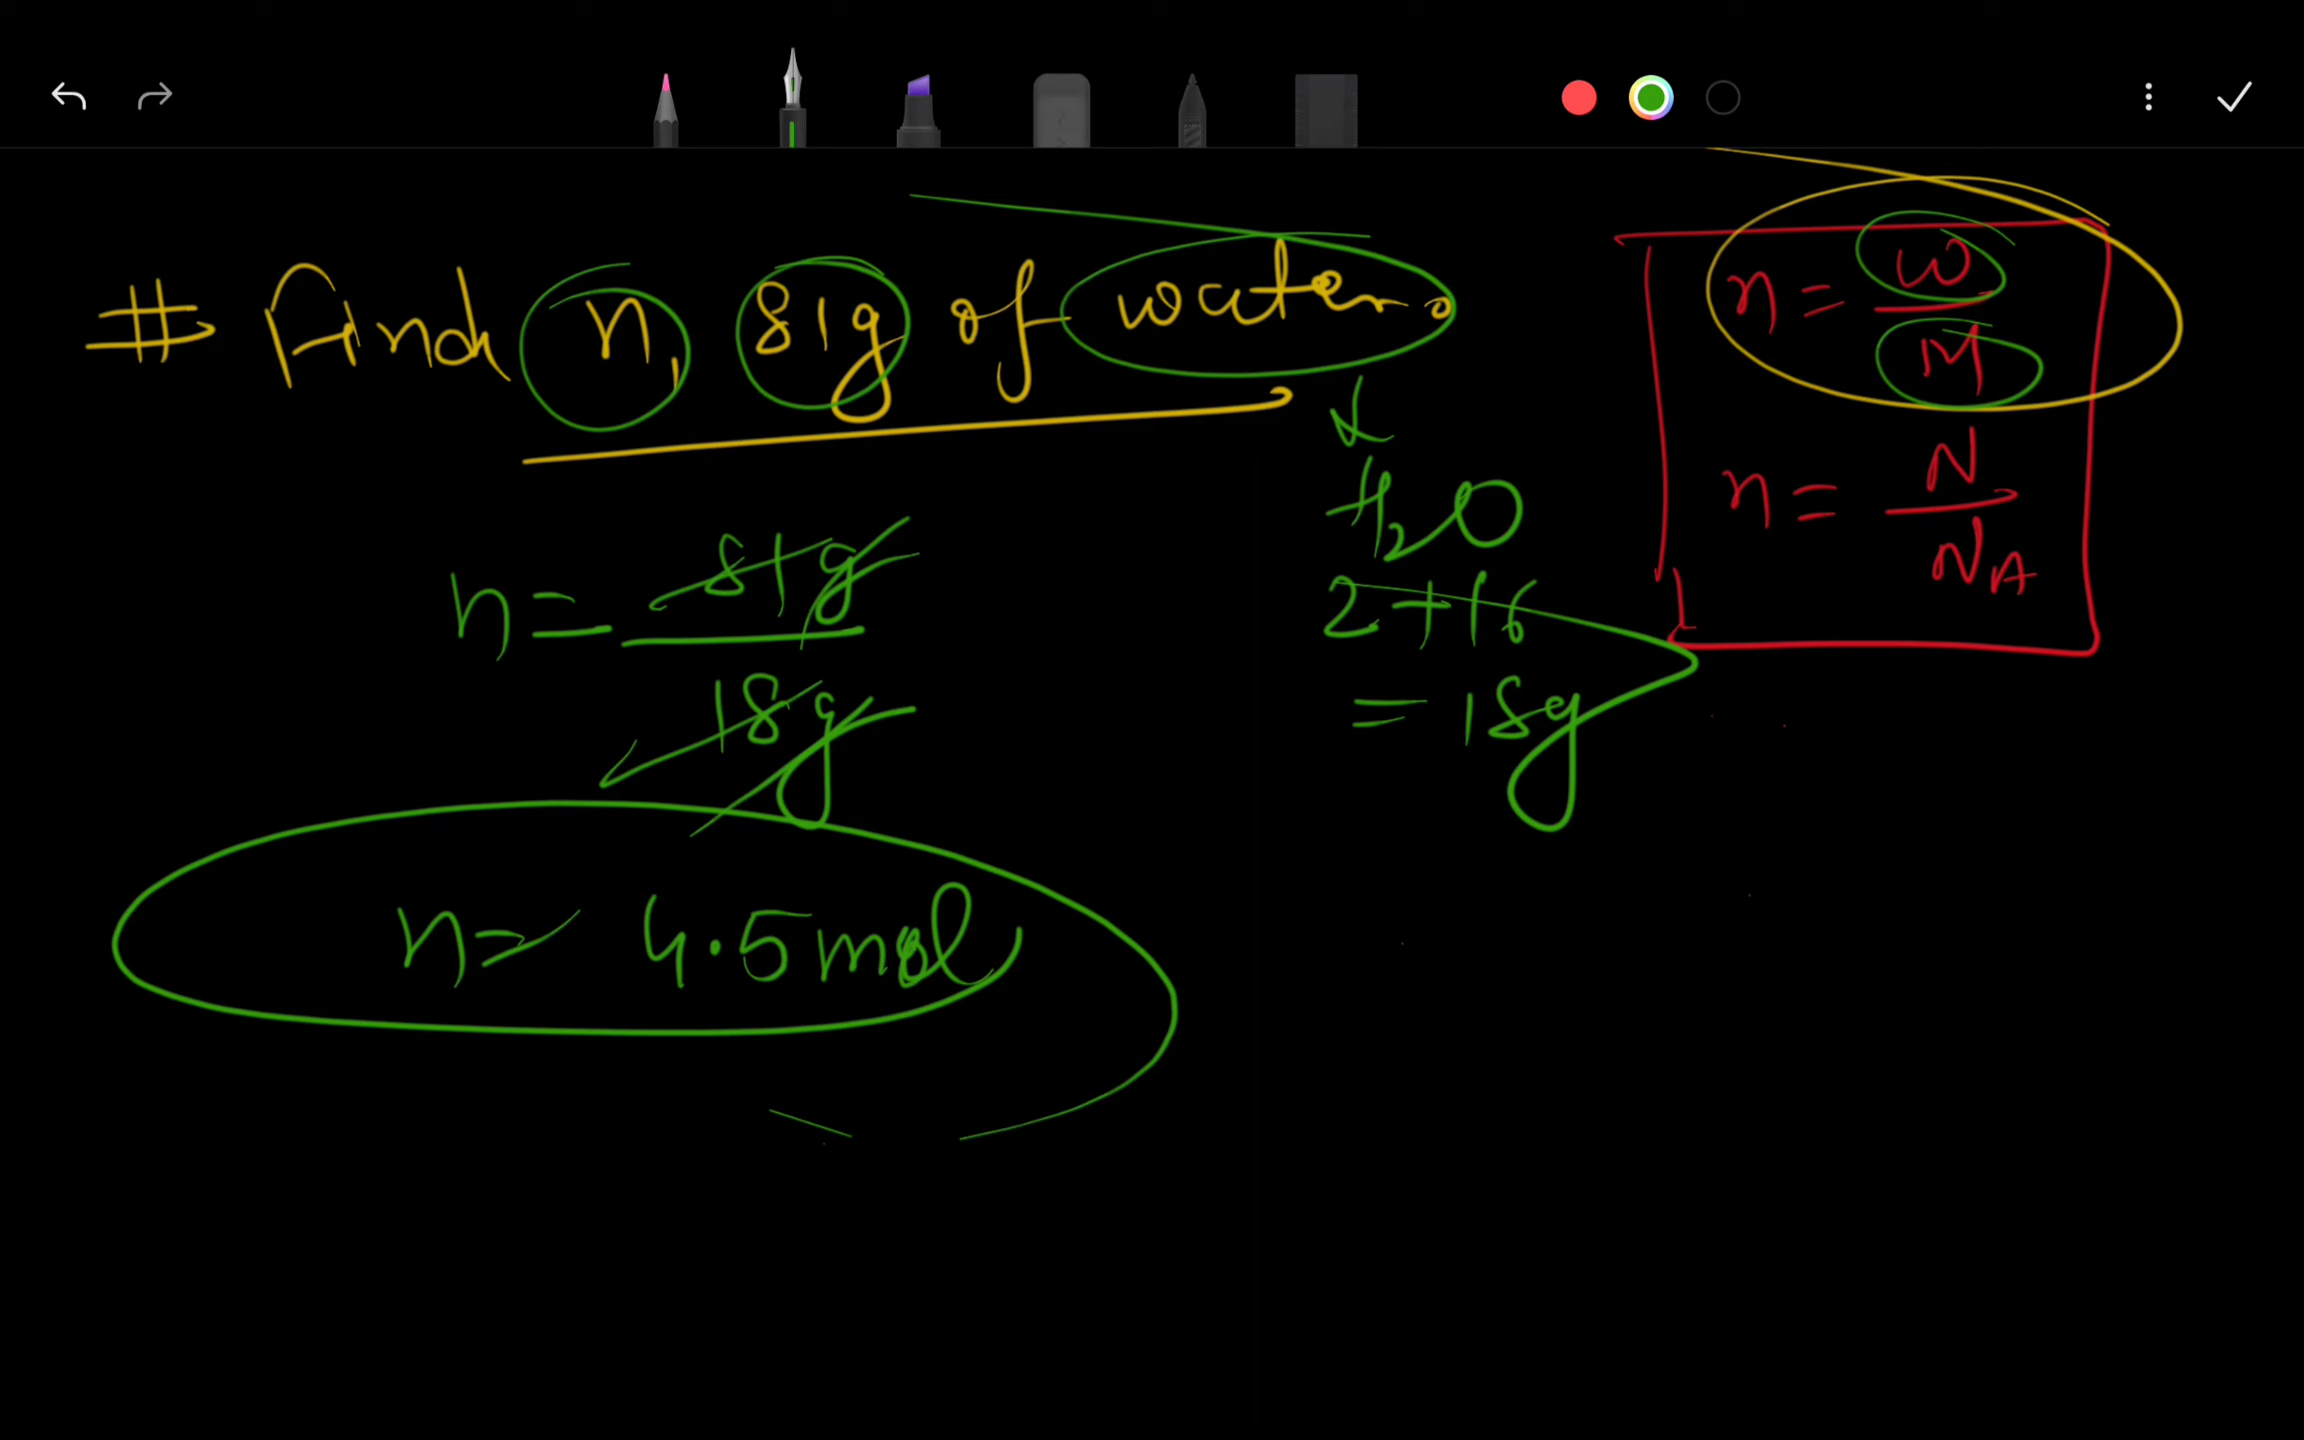 # Find n, 81g of water.
n = w/M
n = N/NA
H2O
2+16
= 18g
n = 81g/18g
n = 4.5 mol